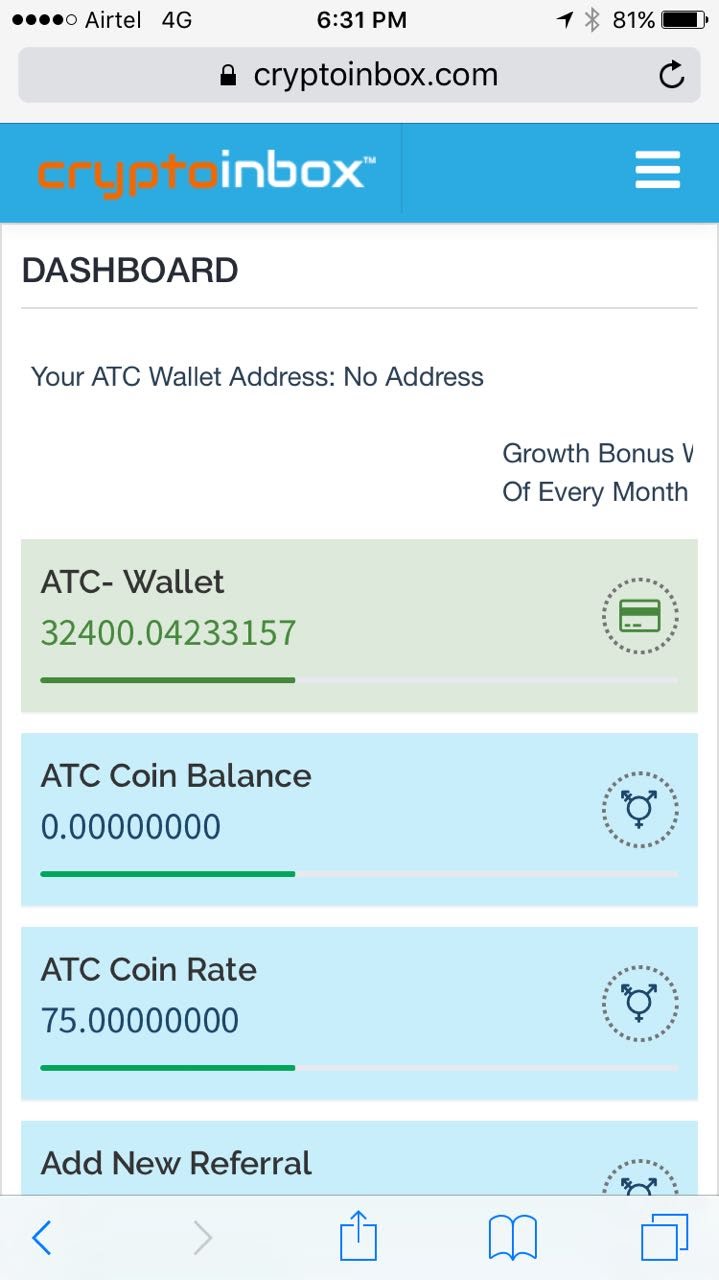 Airtel 4G 6:31 PM 81%
cryptoinbox.com
cryptoinbox™
DASHBOARD
Your ATC Wallet Address: No Address
Growth Bonus
Of Every Month
ATC- Wallet
32400.04233157
ATC Coin Balance
0.00000000
ATC Coin Rate
75.00000000
Add New Referral